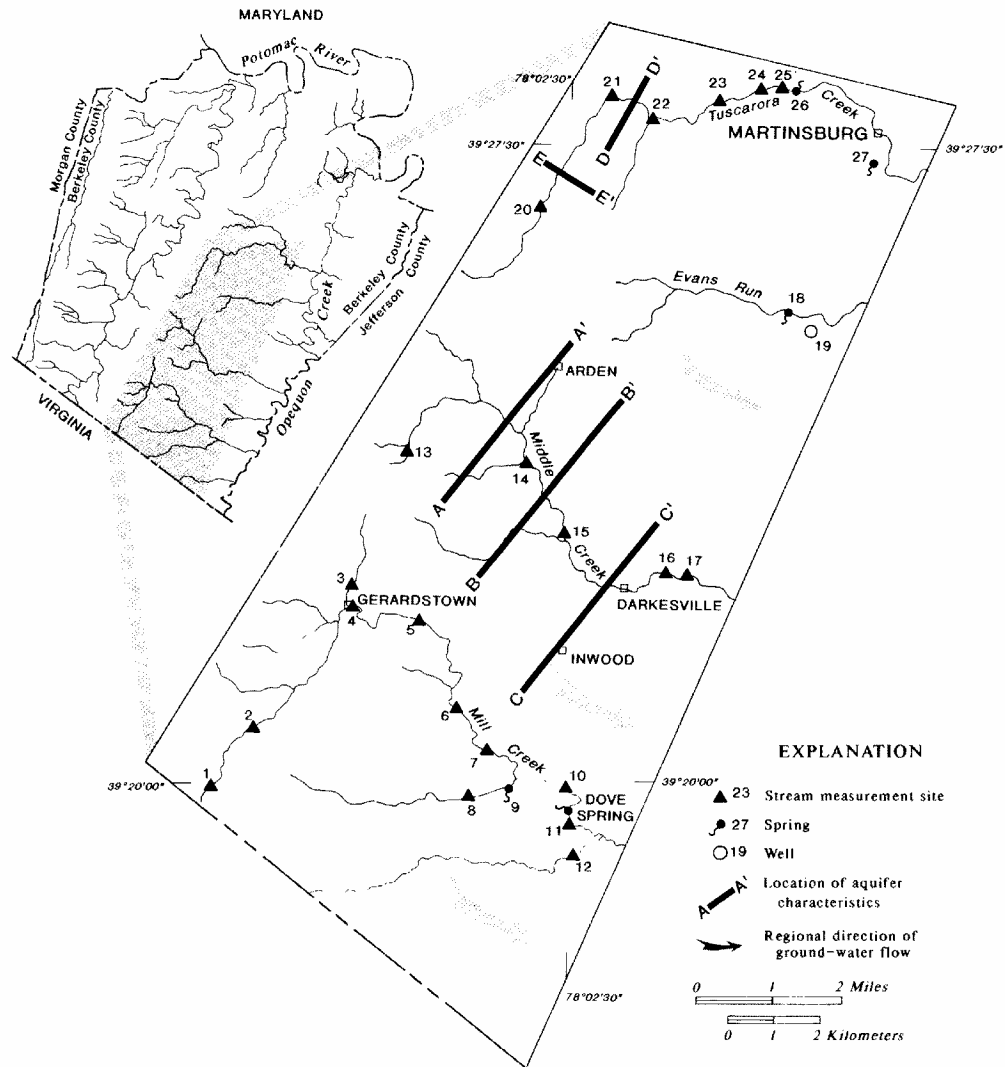 MARYLAND
Potomac River
Morgan County
Berkeley County
Creek
Berkeley County
Jefferson County
Opequon
VIRGINIA
78°02'30"
39°27'30"
21
D'
22
23
24
25
26
Tuscarora Creek
MARTINSBURG
27
39°27'30"
D
E
E'
20
Evans Run
18
19
A'
ARDEN
B'
13
Middle
14
A
C'
15
B
Creek
16
17
DARKESVILLE
3
GERARDSTOWN
4
5
INWOOD
C
2
6
Mill
7
Creek
1
39°20'00"
8
9
10
DOVE
SPRING
11
12
39°20'00"
78°02'30"
EXPLANATION
23 Stream measurement site
27 Spring
19 Well
A A' Location of aquifer
characteristics
Regional direction of
ground-water flow
0 1 2 Miles
0 1 2 Kilometers